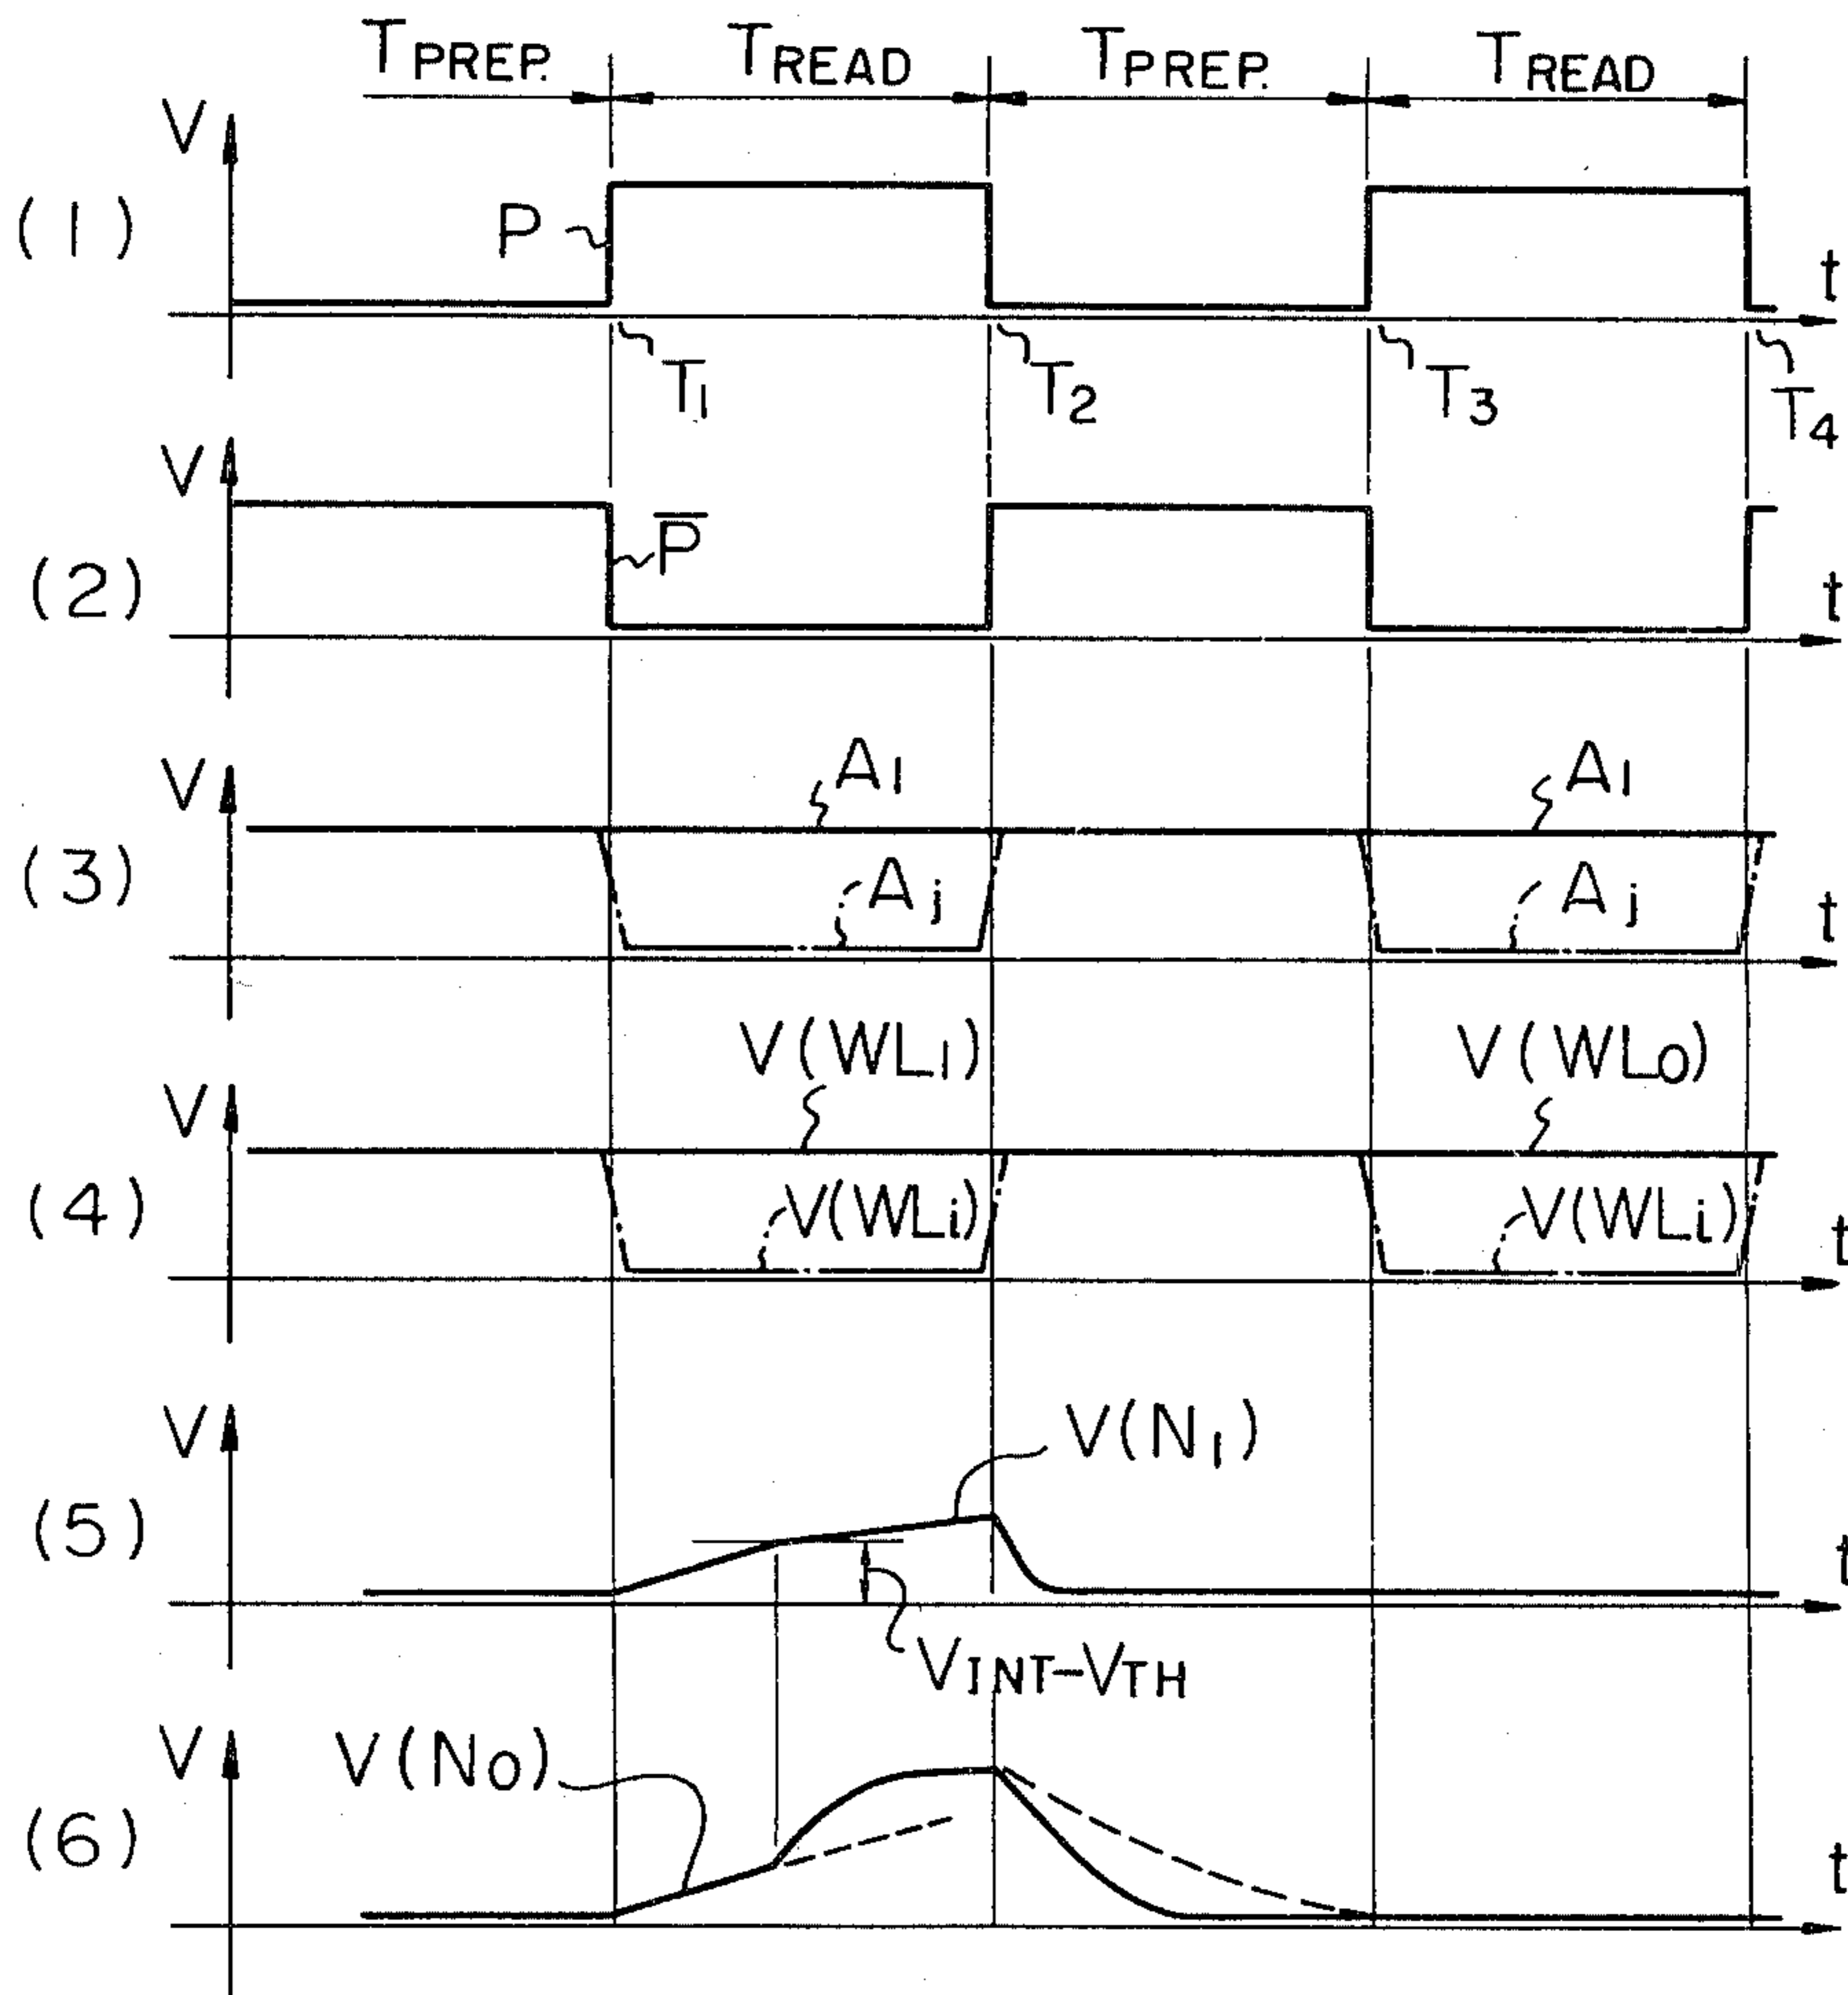 TPREP. TREAD TPREP. TREAD
V
(1) P t
T1 T2 T3 T4
V
(2) P̅ t
V A1 A1
(3) Aj Aj t
V(WL1) V(WL0)
V
(4) V(WLi) V(WLi) t
V V(N1)
(5) t
VINT-VTH
V V(N0)
(6) t